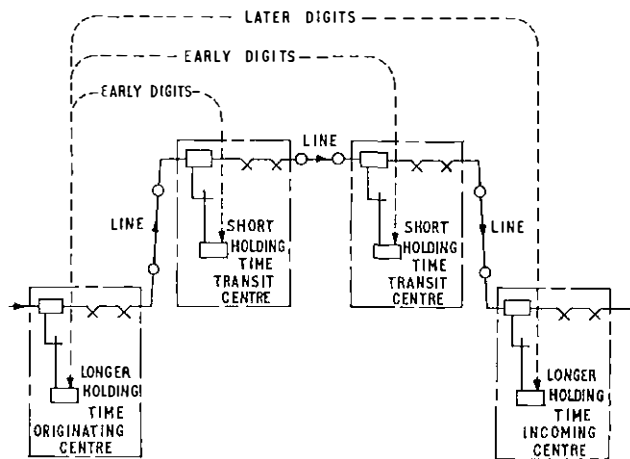 LATER DIGITS
EARLY DIGITS
EARLY DIGITS
LINE
LINE
SHORT
HOLDING
TIME
TRANSIT
CENTRE
SHORT
HOLDING
TIME
TRANSIT
CENTRE
LINE
LONGER
HOLDING
TIME
ORIGINATING
CENTRE
LONGER
HOLDING
TIME
INCOMING
CENTRE